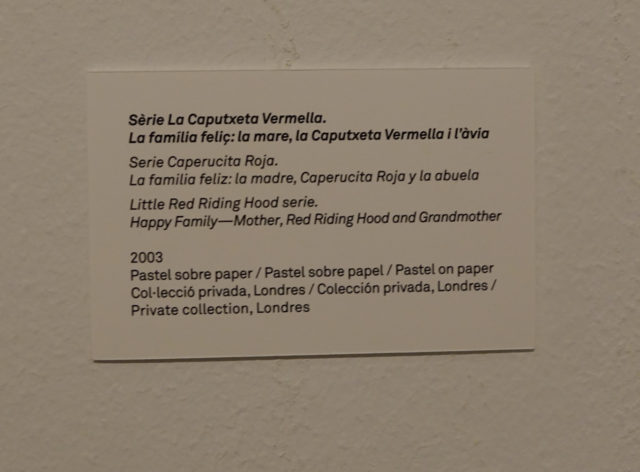 Sèrie La Caputxeta Vermella.
La família feliç: la mare, la Caputxeta Vermella i l'àvia
Serie Caperucita Roja.
La familia feliz: la madre, Caperucita Roja y la abuela
Little Red Riding Hood serie.
Happy Family—Mother, Red Riding Hood and Grandmother
2003
Pastel sobre paper / Pastel sobre papel / Pastel on paper
Col·lecció privada, Londres / Colección privada, Londres /
Private collection, Londres